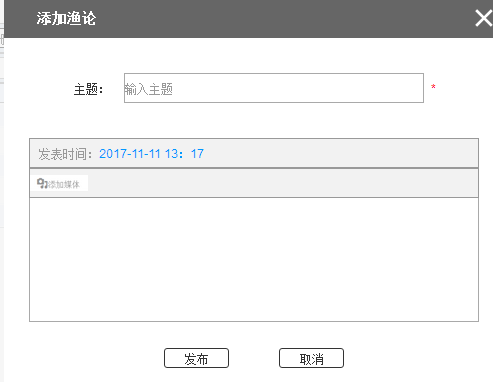 添加渔论
主题： 输入主题 *
发表时间：2017-11-11 13：17
添加媒体
发布 取消